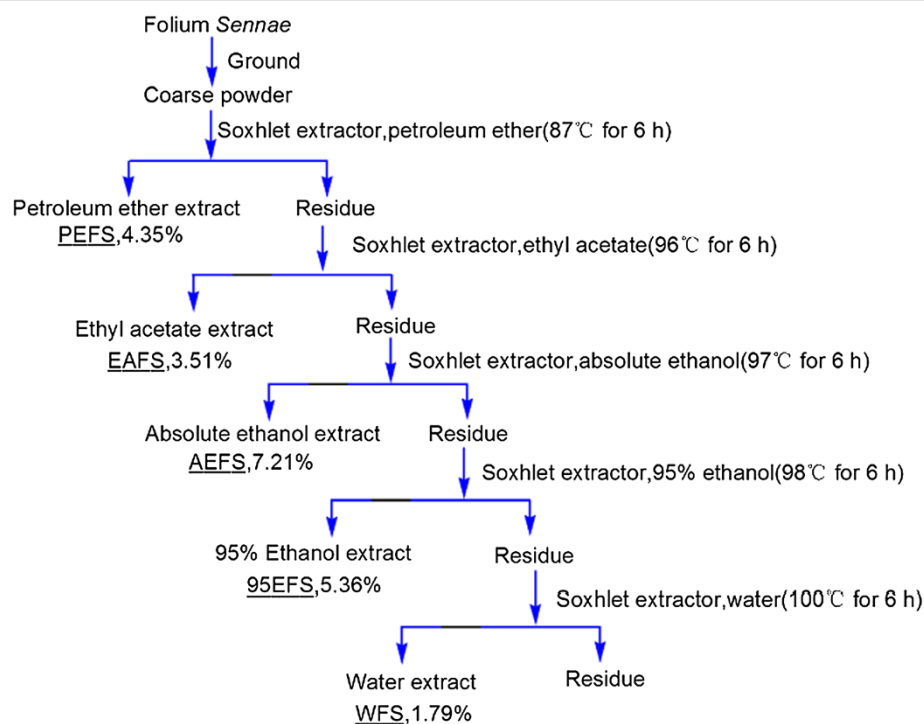 Folium Sennae
Ground
Coarse powder
Soxhlet extractor,petroleum ether(87℃ for 6 h)
Petroleum ether extract
PEFS,4.35%
Residue
Soxhlet extractor,ethyl acetate(96℃ for 6 h)
Ethyl acetate extract
EAFS,3.51%
Residue
Soxhlet extractor,absolute ethanol(97℃ for 6 h)
Absolute ethanol extract
AEFS,7.21%
Residue
Soxhlet extractor,95% ethanol(98℃ for 6 h)
95% Ethanol extract
95EFS,5.36%
Residue
Soxhlet extractor,water(100℃ for 6 h)
Water extract
WFS,1.79%
Residue